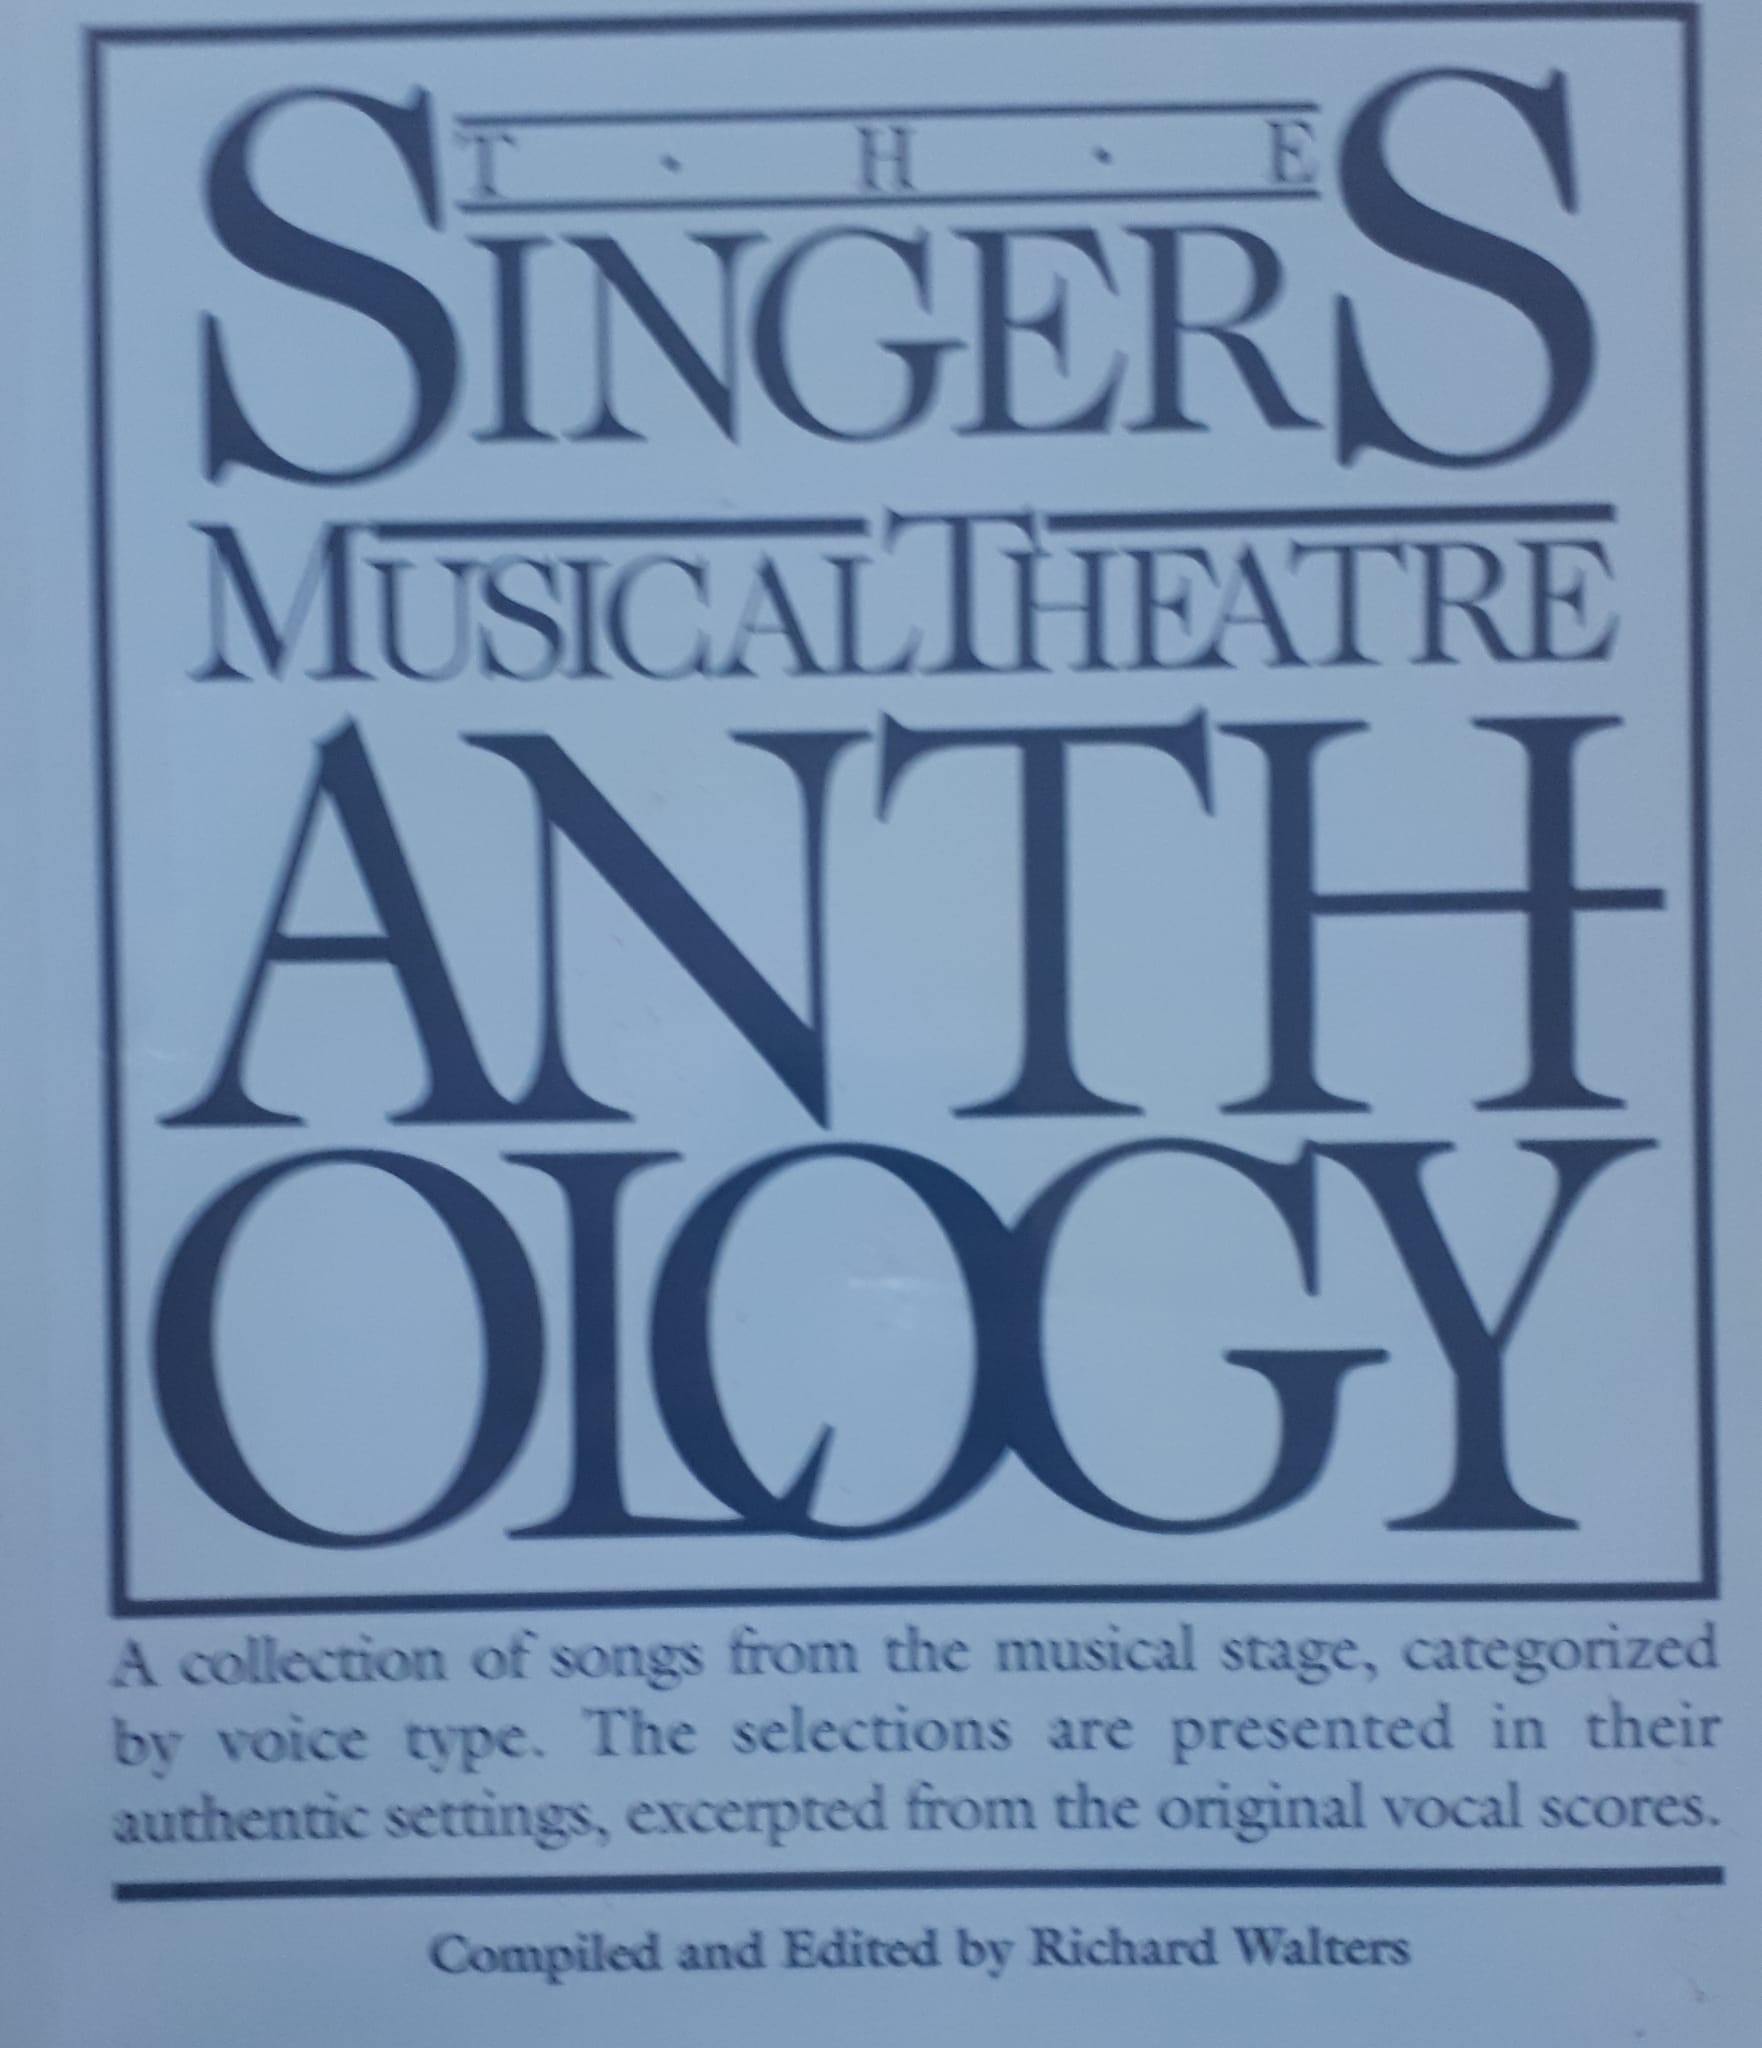 T · H · E
SINGERS
MUSICAL THEATRE
ANTH
OLOGY
A collection of songs from the musical stage, categorized
by voice type. The selections are presented in their
authentic settings, excerpted from the original vocal scores.
Compiled and Edited by Richard Walters